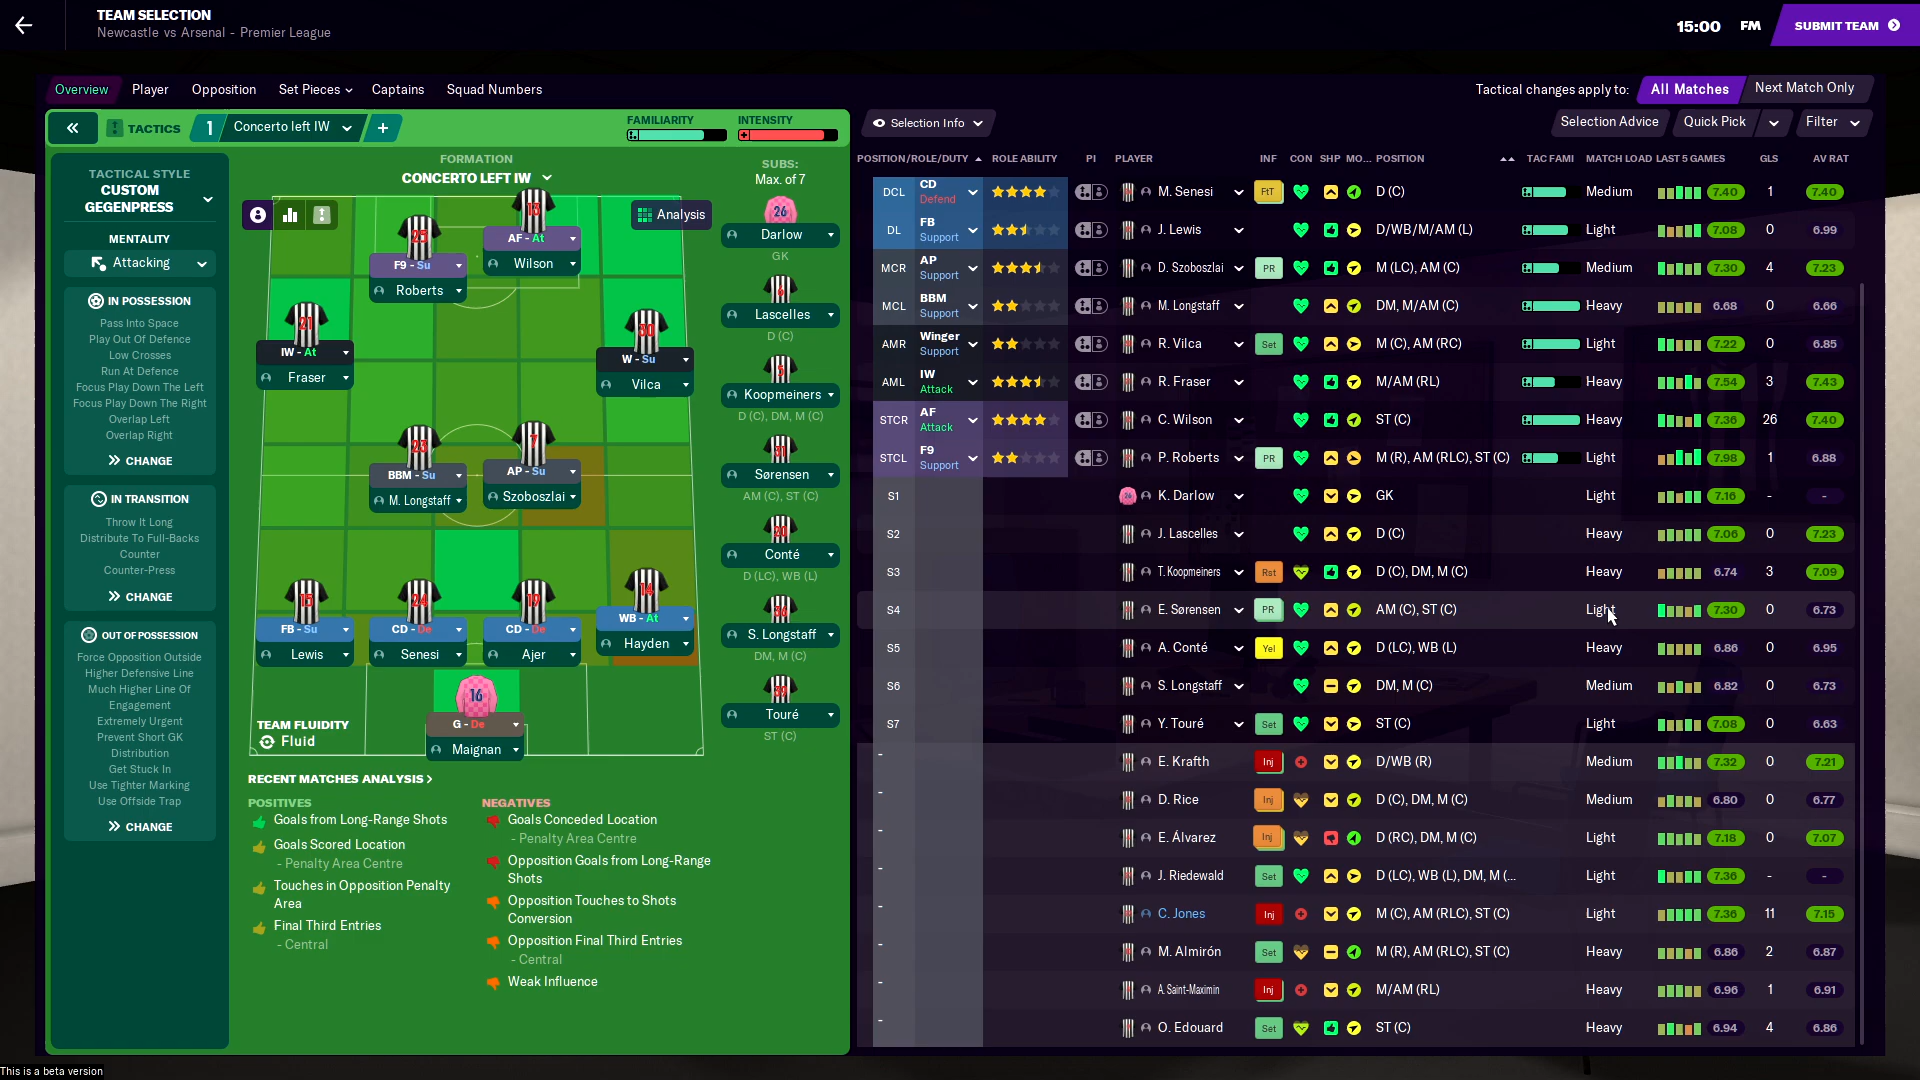 TEAM SELECTION
Newcastle vs Arsenal - Premier League
15:00 FM SUBMIT TEAM
Overview Player Opposition Set Pieces Captains Squad Numbers
Tactical changes apply to: All Matches Next Match Only
TACTICS 1 Concerto left IW +
FAMILIARITY INTENSITY
Selection Info Selection Advice Quick Pick Filter
TACTICAL STYLE
CUSTOM
GEGENPRESS
MENTALITY
Attacking
IN POSSESSION
Pass Into Space
Play Out Of Defence
Low Crosses
Run At Defence
Focus Play Down The Left
Focus Play Down The Right
Overlap Left
Overlap Right
CHANGE
IN TRANSITION
Throw It Long
Distribute To Full-Backs
Counter
Counter-Press
CHANGE
OUT OF POSSESSION
Force Opposition Outside
Higher Defensive Line
Much Higher Line Of
Engagement
Extremely Urgent
Prevent Short GK
Distribution
Get Stuck In
Use Tighter Marking
Use Offside Trap
CHANGE
FORMATION
CONCERTO LEFT IW
Analysis
13
AF - At
Wilson
25
F9 - Su
Roberts
21
IW - At
Fraser
30
W - Su
Vilca
23
BBM - Su
M. Longstaff
7
AP - Su
Szoboszlai
15
FB - Su
Lewis
24
CD - De
Senesi
19
CD - De
Ajer
14
WB - At
Hayden
16
G - De
Maignan
TEAM FLUIDITY
Fluid
SUBS:
Max. of 7
26
Darlow
GK
6
Lascelles
D (C)
5
Koopmeiners
D (C), DM, M (C)
31
Sørensen
AM (C), ST (C)
20
Conté
D (LC), WB (L)
36
S. Longstaff
DM, M (C)
39
Touré
ST (C)
RECENT MATCHES ANALYSIS >
POSITIVES
Goals from Long-Range Shots
Goals Scored Location
- Penalty Area Centre
Touches in Opposition Penalty
Area
Final Third Entries
- Central
NEGATIVES
Goals Conceded Location
- Penalty Area Centre
Opposition Goals from Long-Range
Shots
Opposition Touches to Shots
Conversion
Opposition Final Third Entries
- Central
Weak Influence
POSITION/ROLE/DUTY ROLE ABILITY PI PLAYER INF CON SHP MO... POSITION TAC FAMI MATCH LOAD LAST 5 GAMES GLS AV RAT
DCL CD Defend M. Senesi FtT D (C) Medium 7.40 1 7.40
DL FB Support J. Lewis D/WB/M/AM (L) Light 7.08 0 6.99
MCR AP Support D. Szoboszlai PR M (LC), AM (C) Medium 7.30 4 7.23
MCL BBM Support M. Longstaff DM, M/AM (C) Heavy 6.68 0 6.66
AMR Winger Support R. Vilca Set M (C), AM (RC) Light 7.22 0 6.85
AML IW Attack R. Fraser M/AM (RL) Heavy 7.54 3 7.43
STCR AF Attack C. Wilson ST (C) Heavy 7.36 26 7.40
STCL F9 Support P. Roberts PR M (R), AM (RLC), ST (C) Light 7.98 1 6.88
S1 26 K. Darlow GK Light 7.16 - -
S2 J. Lascelles D (C) Heavy 7.06 0 7.23
S3 T. Koopmeiners Rst D (C), DM, M (C) Heavy 6.74 3 7.09
S4 E. Sørensen PR AM (C), ST (C) Light 7.30 0 6.73
S5 A. Conté Yel D (LC), WB (L) Heavy 6.86 0 6.95
S6 S. Longstaff DM, M (C) Medium 6.82 0 6.73
S7 Y. Touré Set ST (C) Light 7.08 0 6.63
- E. Krafth Inj D/WB (R) Medium 7.32 0 7.21
- D. Rice Inj D (C), DM, M (C) Medium 6.80 0 6.77
- E. Álvarez Inj D (RC), DM, M (C) Light 7.18 0 7.07
- J. Riedewald Set D (LC), WB (L), DM, M (... Light 7.36 - -
- C. Jones Inj M (C), AM (RLC), ST (C) Light 7.36 11 7.15
- M. Almirón Set M (R), AM (RLC), ST (C) Heavy 6.86 2 6.87
- A. Saint-Maximin Inj M/AM (RL) Heavy 6.96 1 6.91
- O. Edouard Set ST (C) Heavy 6.94 4 6.86
This is a beta version